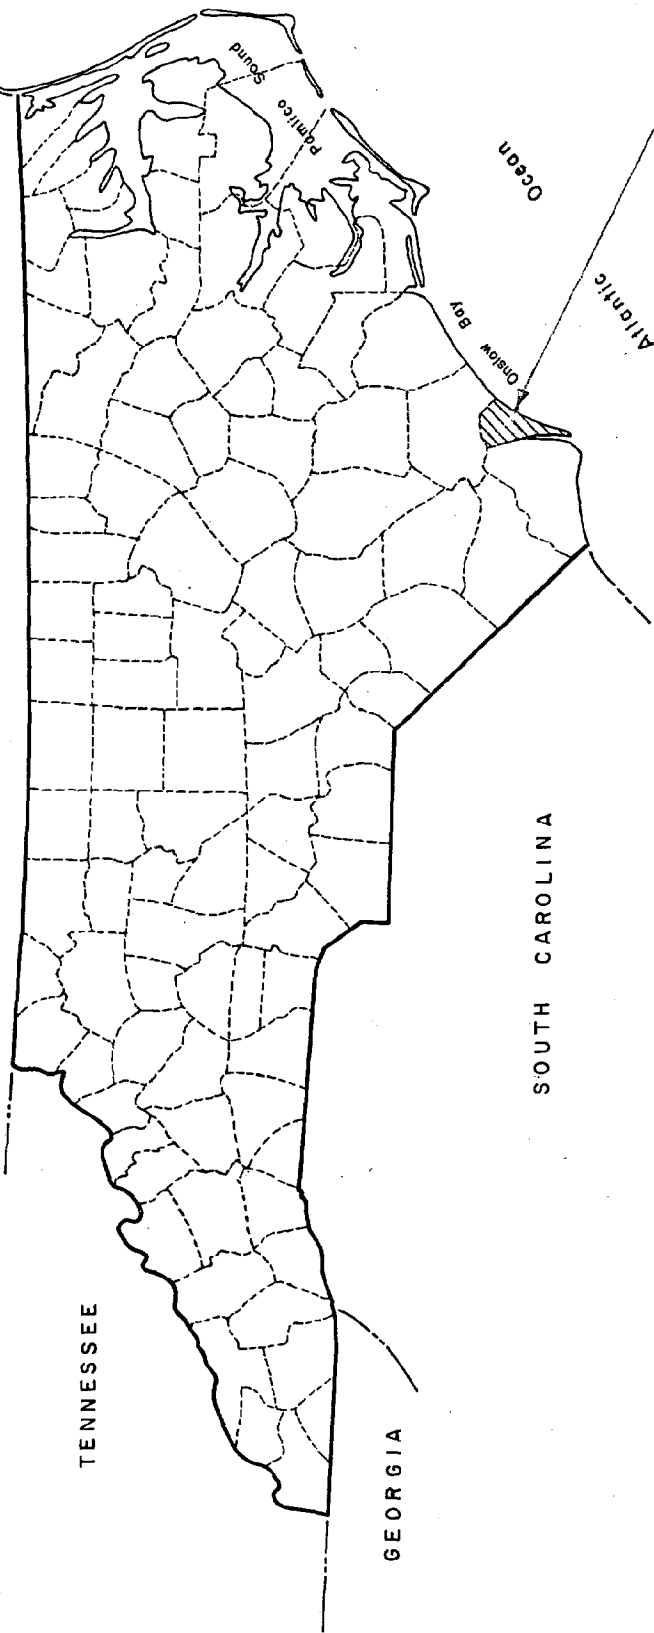 TENNESSEE
GEORGIA
SOUTH CAROLINA
Pamlico
Sound
Onslow Bay
Atlantic
Ocean